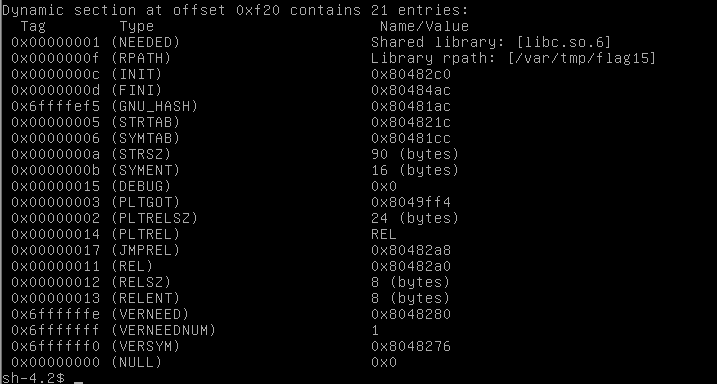 Dynamic section at offset 0xf20 contains 21 entries:
  Tag        Type                         Name/Value
 0x00000001 (NEEDED)                     Shared library: [libc.so.6]
 0x0000000f (RPATH)                      Library rpath: [/var/tmp/flag15]
 0x0000000c (INIT)                       0x80482c0
 0x0000000d (FINI)                       0x80484ac
 0x6ffffef5 (GNU_HASH)                   0x80481ac
 0x00000005 (STRTAB)                     0x804821c
 0x00000006 (SYMTAB)                     0x80481cc
 0x0000000a (STRSZ)                      90 (bytes)
 0x0000000b (SYMENT)                     16 (bytes)
 0x00000015 (DEBUG)                      0x0
 0x00000003 (PLTGOT)                     0x8049ff4
 0x00000002 (PLTRELSZ)                   24 (bytes)
 0x00000014 (PLTREL)                     REL
 0x00000017 (JMPREL)                     0x80482a8
 0x00000011 (REL)                        0x80482a0
 0x00000012 (RELSZ)                      8 (bytes)
 0x00000013 (RELENT)                     8 (bytes)
 0x6ffffffe (VERNEED)                    0x8048280
 0x6fffffff (VERNEEDNUM)                 1
 0x6ffffff0 (VERSYM)                     0x8048276
 0x00000000 (NULL)                       0x0
sh-4.2$ _